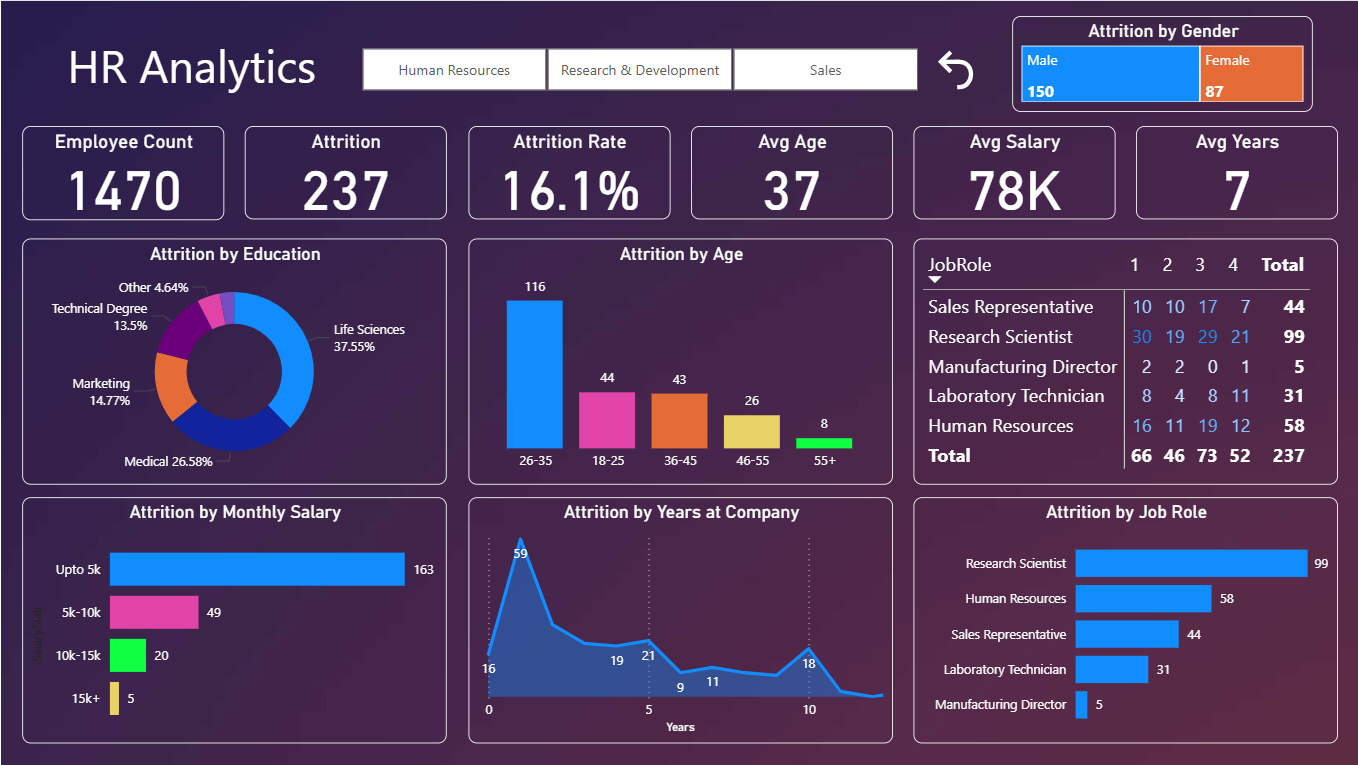 HR Analytics
Human Resources
Research & Development
Sales
Attrition by Gender
Male
150
Female
87
Employee Count
1470
Attrition
237
Attrition Rate
16.1%
Avg Age
37
Avg Salary
78K
Avg Years
7
Attrition by Education
Other 4.64%
Technical Degree
13.5%
Marketing
14.77%
Medical 26.58%
Life Sciences
37.55%
Attrition by Age
116
44
43
26
8
26-35
18-25
36-45
46-55
55+
JobRole 1 2 3 4 Total
Sales Representative 10 10 17 7 44
Research Scientist 30 19 29 21 99
Manufacturing Director 2 2 0 1 5
Laboratory Technician 8 4 8 11 31
Human Resources 16 11 19 12 58
Total 66 46 73 52 237
Attrition by Monthly Salary
Salary Slab
Upto 5k 163
5k-10k 49
10k-15k 20
15k+ 5
Attrition by Years at Company
59
16
19
21
9
11
18
0 5 10
Years
Attrition by Job Role
Research Scientist 99
Human Resources 58
Sales Representative 44
Laboratory Technician 31
Manufacturing Director 5